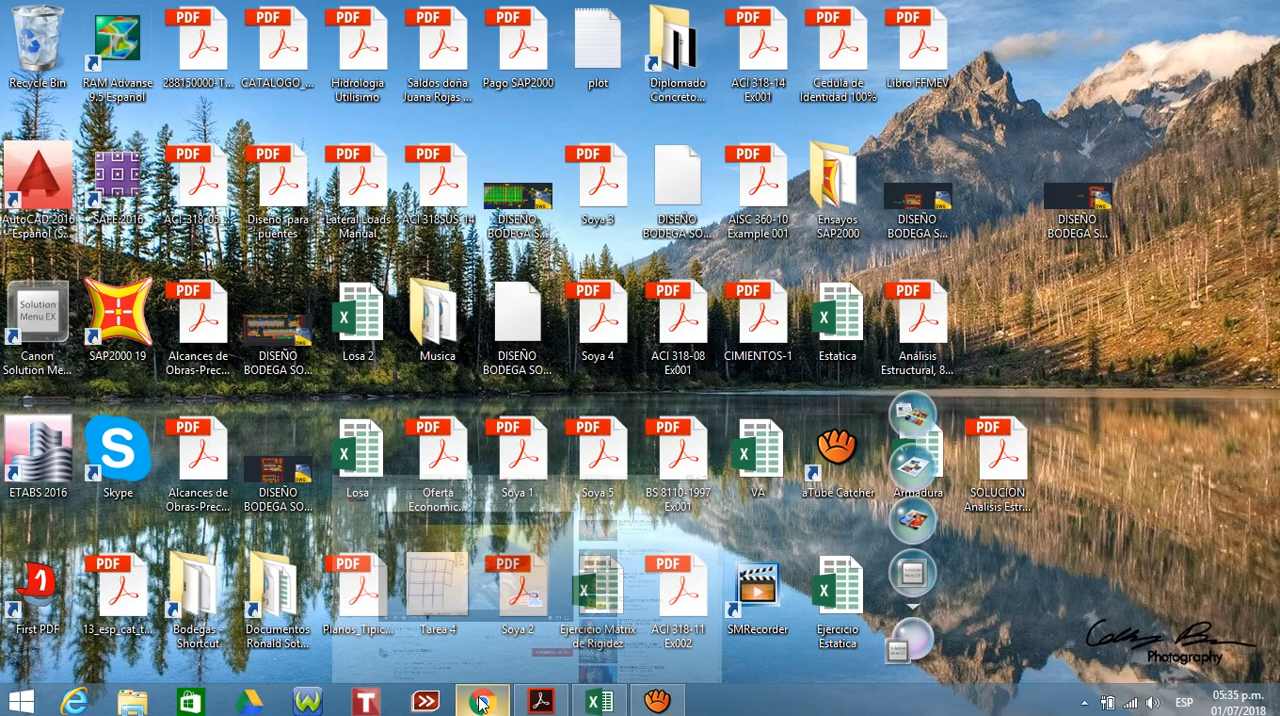 PDF PDF PDF PDF PDF PDF PDF PDF
Recycle Bin
RAM Advanse
9.5 Español
288150000-T...
CATALOGO_...
Hidrologia
Utilisimo
Saldos doña
Juana Rojas ...
Pago SAP2000
plot
Diplomado
Concreto...
ACI 318-14
Ex001
Cedula de
Identidad 100%
Libro FFMEV
PDF PDF PDF PDF PDF PDF
AutoCAD 2016
Español (S...
SAFE 2016
ACI-318-05...
Diseño para
puentes
Lateral Loads
Manual
ACI 318SUS-14
DISEÑO
BODEGA S...
Soya 3
DISEÑO
BODEGA SO...
AISC 360-10
Example 001
Ensayos
SAP2000
DISEÑO
BODEGA S...
DISEÑO
BODEGA S...
Solution
Menu EX
PDF PDF PDF PDF PDF
Canon
Solution Me...
SAP2000 19
Alcances de
Obras-Prec...
DISEÑO
BODEGA SO...
Losa 2
Musica
DISEÑO
BODEGA SO...
Soya 4
ACI 318-08
Ex001
CIMIENTOS-1
Estatica
Análisis
Estructural, 8...
PDF PDF PDF PDF PDF PDF
ETABS 2016
Skype
Alcances de
Obras-Prec...
DISEÑO
BODEGA SO...
Losa
Oferta
Economic...
Soya 1
Soya 5
BS 8110-1997
Ex001
VA
aTube Catcher
Armadura
SOLUCION
Analisis Estr...
PDF PDF PDF PDF
First PDF
13_esp_cat_t...
Bodegas -
Shortcut
Documentos
Ronald Sot...
Planos_Tipic...
Tarea 4
Soya 2
Ejercicio Matrix
de Rigidez
ACI 318-11
Ex002
SMRecorder
Ejercicio
Estatica
Photography
ESP
05:35 p.m.
01/07/2018